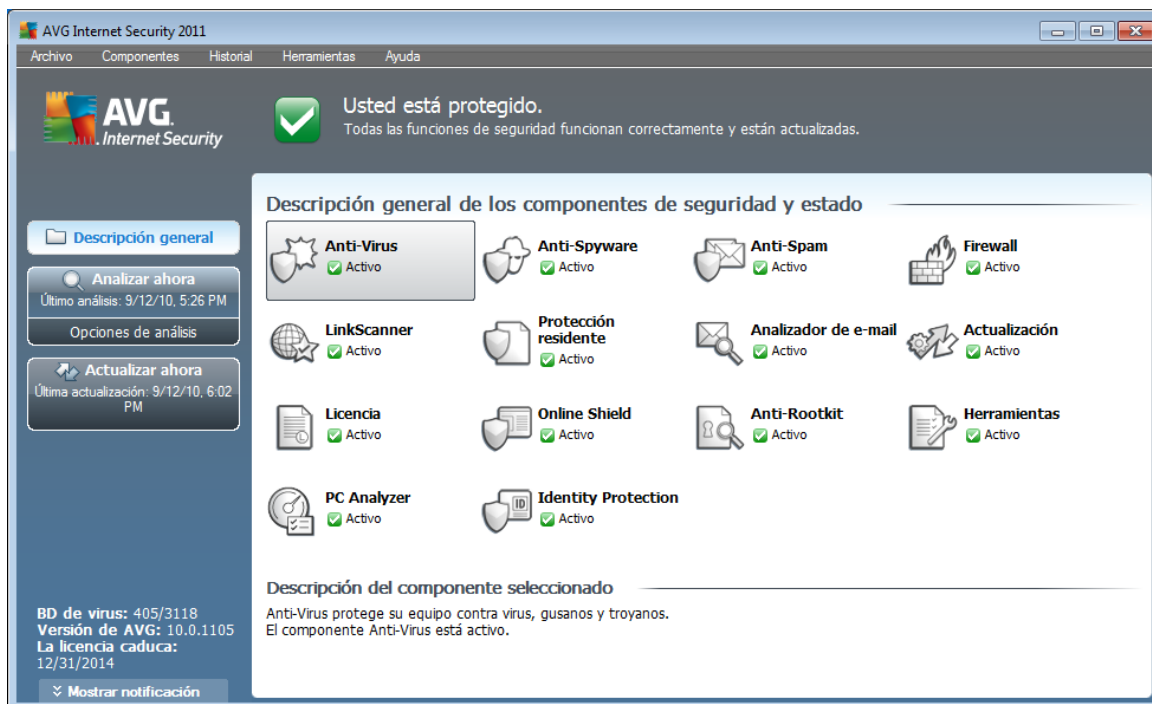 AVG Internet Security 2011
Archivo Componentes Historial Herramientas Ayuda
AVG.
Internet Security
Usted está protegido.
Todas las funciones de seguridad funcionan correctamente y están actualizadas.
Descripción general
Analizar ahora
Último análisis: 9/12/10, 5:26 PM
Opciones de análisis
Actualizar ahora
Última actualización: 9/12/10, 6:02
PM
BD de virus: 405/3118
Versión de AVG: 10.0.1105
La licencia caduca:
12/31/2014
Mostrar notificación
Descripción general de los componentes de seguridad y estado
Anti-Virus
Activo
Anti-Spyware
Activo
Anti-Spam
Activo
Firewall
Activo
LinkScanner
Activo
Protección
residente
Activo
Analizador de e-mail
Activo
Actualización
Activo
Licencia
Activo
Online Shield
Activo
Anti-Rootkit
Activo
Herramientas
Activo
PC Analyzer
Activo
ID
Identity Protection
Activo
Descripción del componente seleccionado
Anti-Virus protege su equipo contra virus, gusanos y troyanos.
El componente Anti-Virus está activo.